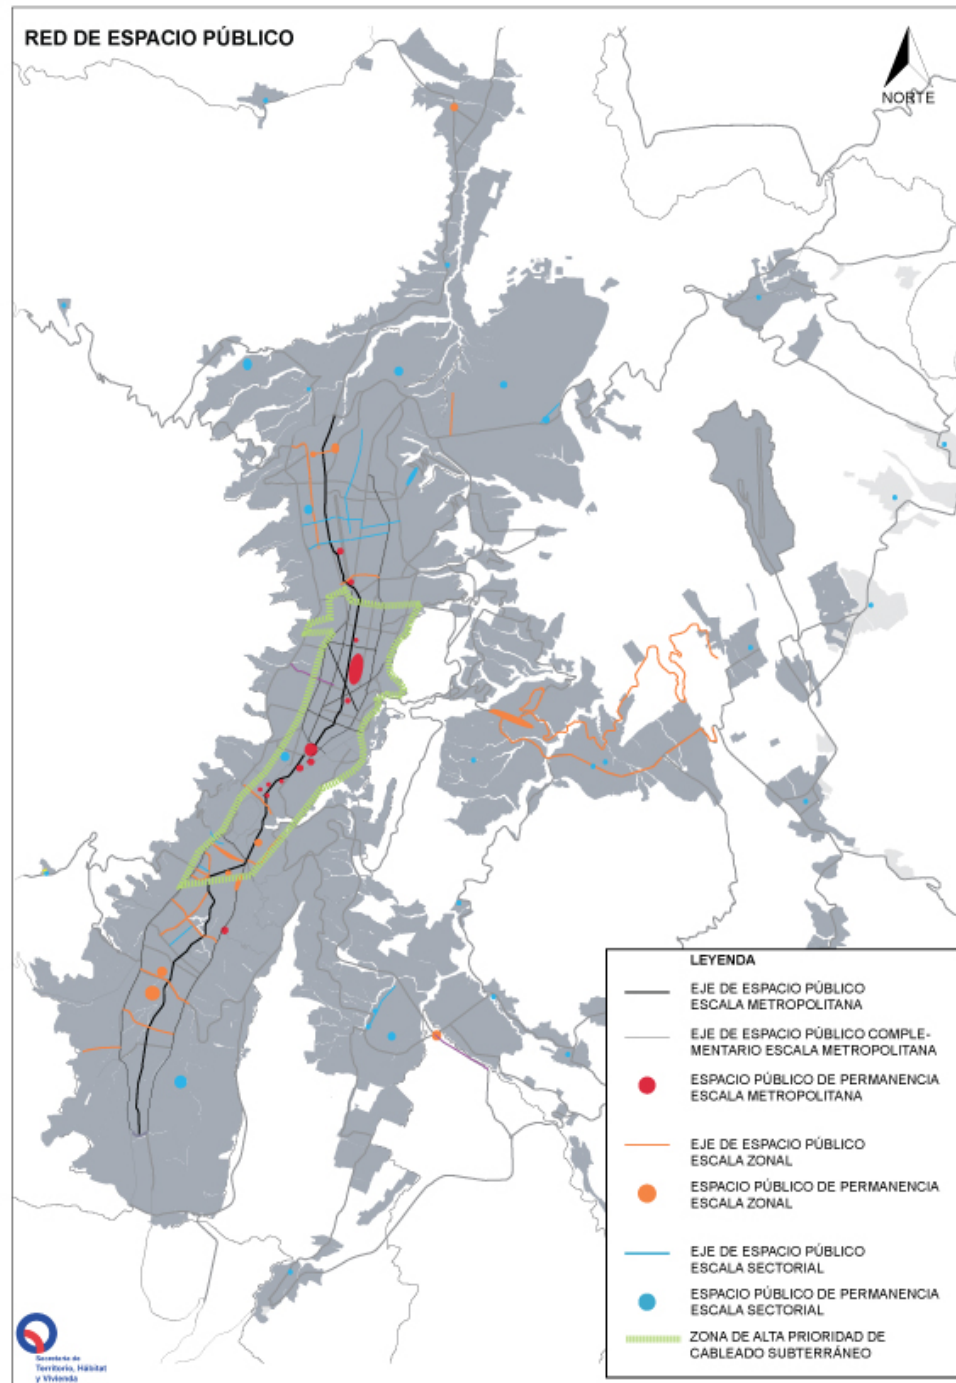 RED DE ESPACIO PÚBLICO
NORTE
LEYENDA
EJE DE ESPACIO PÚBLICO
ESCALA METROPOLITANA
EJE DE ESPACIO PÚBLICO COMPLE-
MENTARIO ESCALA METROPOLITANA
ESPACIO PÚBLICO DE PERMANENCIA
ESCALA METROPOLITANA
EJE DE ESPACIO PÚBLICO
ESCALA ZONAL
ESPACIO PÚBLICO DE PERMANENCIA
ESCALA ZONAL
EJE DE ESPACIO PÚBLICO
ESCALA SECTORIAL
ESPACIO PÚBLICO DE PERMANENCIA
ESCALA SECTORIAL
ZONA DE ALTA PRIORIDAD DE
CABLEADO SUBTERRÁNEO
Secretaría de
Territorio, Hábitat
y Vivienda